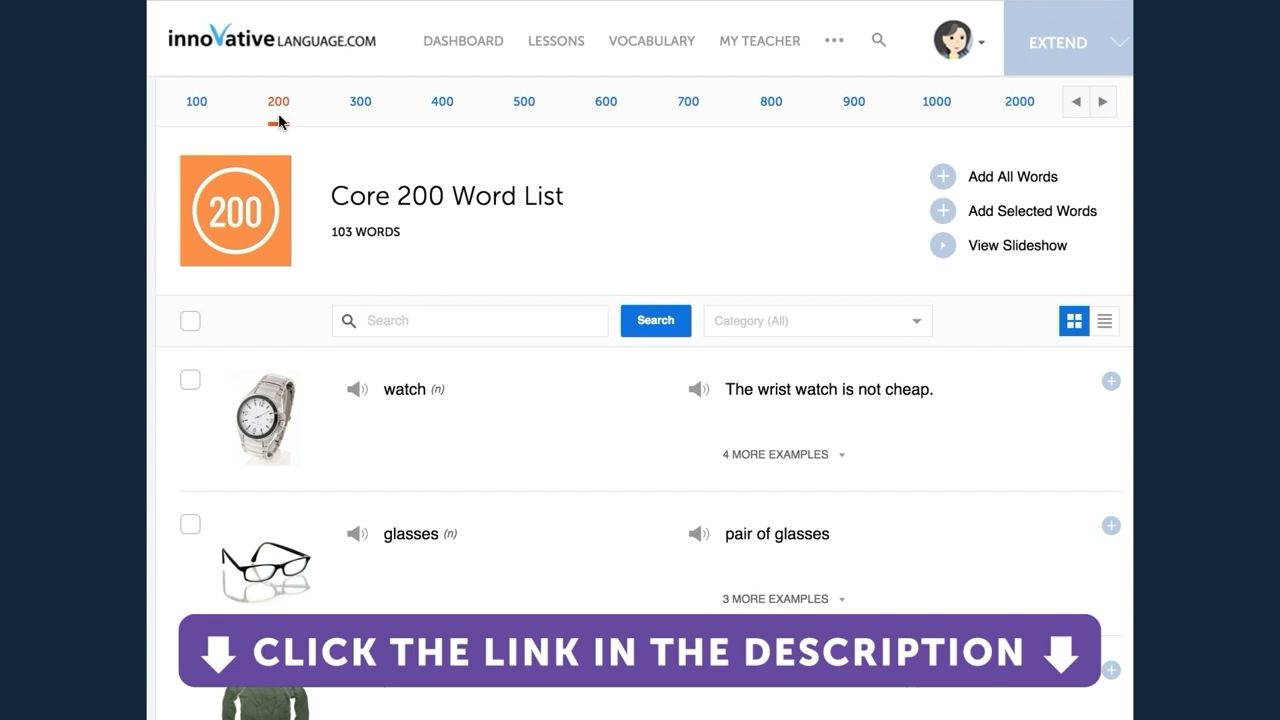 innoVative LANGUAGE.COM DASHBOARD LESSONS VOCABULARY MY TEACHER ••• EXTEND
100 200 300 400 500 600 700 800 900 1000 2000
200
Core 200 Word List
103 WORDS
Add All Words
Add Selected Words
View Slideshow
Search Search Category (All)
watch (n) The wrist watch is not cheap.
4 MORE EXAMPLES
glasses (n) pair of glasses
3 MORE EXAMPLES
CLICK THE LINK IN THE DESCRIPTION